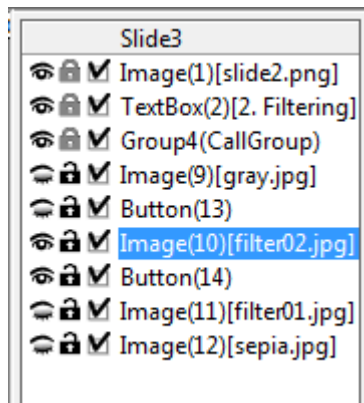 Slide3
Image(1)[slide2.png]
TextBox(2)[2. Filtering]
Group4(CallGroup)
Image(9)[gray.jpg]
Button(13)
Image(10)[filter02.jpg]
Button(14)
Image(11)[filter01.jpg]
Image(12)[sepia.jpg]